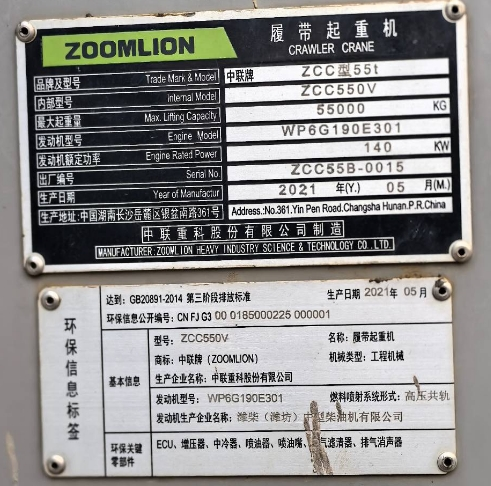 ZOOMLION
履带起重机
CRAWLER CRANE
品牌及型号 Trade Mark & Model 中联牌 ZCC型55t
内部型号 internal Model ZCC550V
最大起重量 Max. Lifting Capacity 55000 KG
发动机型号 Engine Model WP6G190E301
发动机额定功率 Engine Rated Power 140 KW
出厂编号 Serial No. ZCC55B-0015
生产日期 Year of Manufactur 2021 年(Y.) 05 月(M.)
生产地址:中国湖南长沙岳麓区银盆南路361号 Address.:No.361.Yin Pen Road.Changsha Hunan.P.R.China
中联重科股份有限公司制造
MANUFACTURER:ZOOMLION HEAVY INDUSTRY SCIENCE & TECHNOLOGY CO.,LTD.
环保信息标签
达到: GB20891-2014 第三阶段排放标准 生产日期 2021年 05月
环保信息公开编号: CN FJ G3 00 0185000225 000001
基本信息
型号: ZCC550V 名称: 履带起重机
商标: 中联牌 (ZOOMLION) 机械类型: 工程机械
生产企业名称: 中联重科股份有限公司
发动机型号: WP6G190E301 燃料喷射系统形式: 高压共轨
发动机生产企业名称: 潍柴(潍坊)中型柴油机有限公司
环保关键零部件
ECU、增压器、中冷器、喷油器、喷油嘴、气滤清器、排气消声器